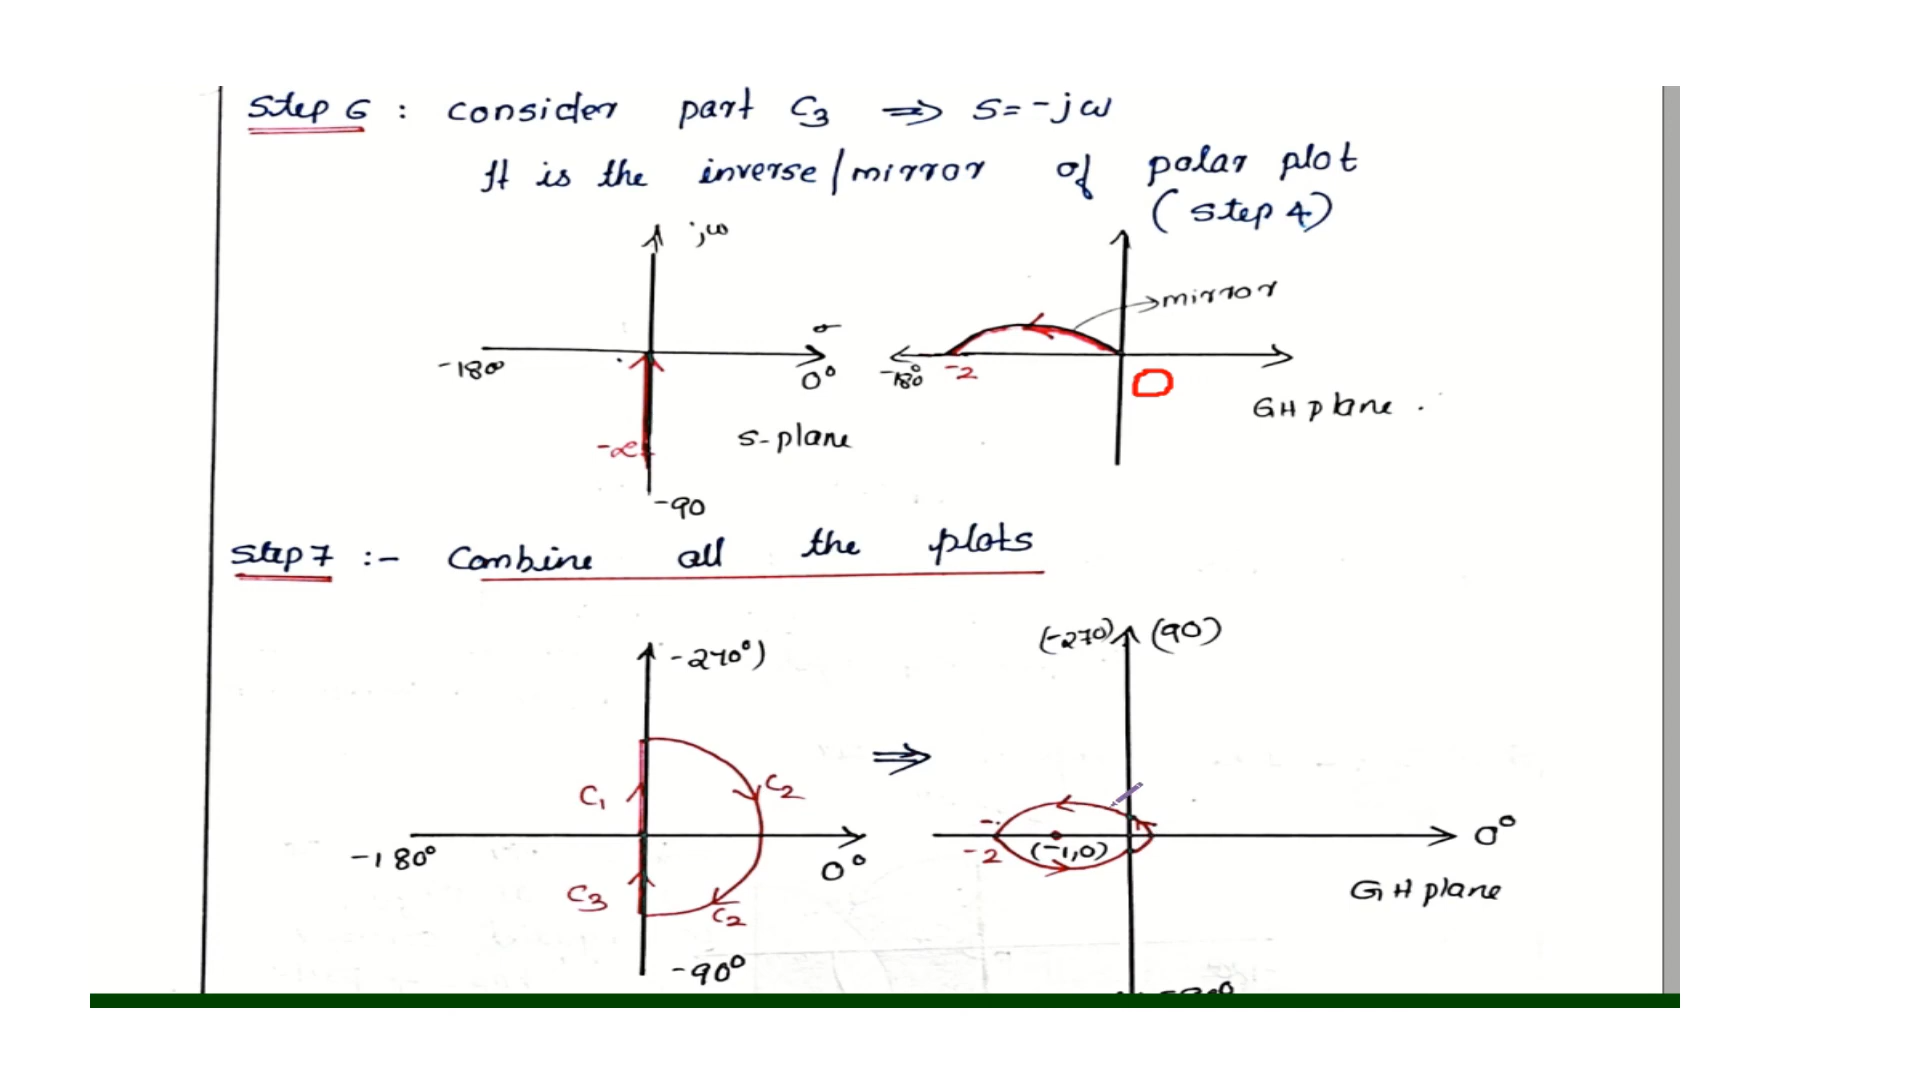 Step 6 : consider part C3 ⇒ S= -jω
It is the inverse/mirror of polar plot
(Step 4)
jω
mirror
σ
-180° 0° -180° -2
GH plane .
-∞ S-plane
-90
Step 7 :- Combine all the plots
-270°) (-270) (90)
C1 C2
-180° 0° -2 (-1,0) 0°
C3 C2 GH plane
-90°